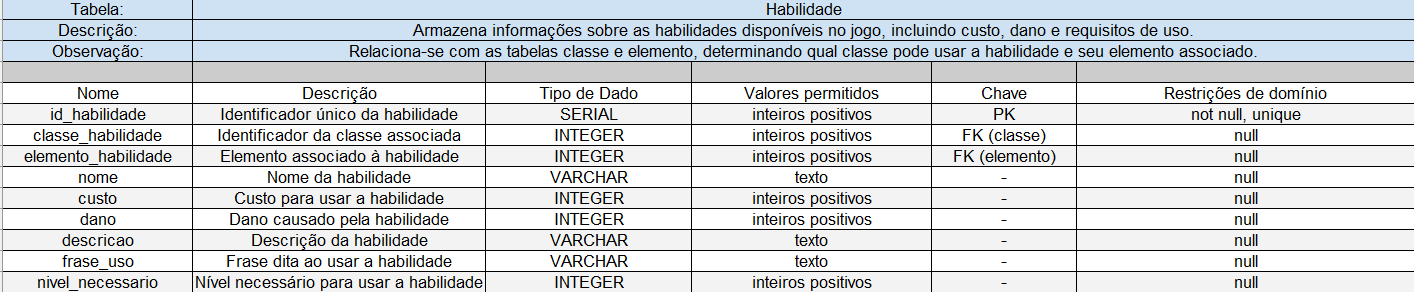 Tabela: Habilidade
Descrição: Armazena informações sobre as habilidades disponíveis no jogo, incluindo custo, dano e requisitos de uso.
Observação: Relaciona-se com as tabelas classe e elemento, determinando qual classe pode usar a habilidade e seu elemento associado.
Nome Descrição Tipo de Dado Valores permitidos Chave Restrições de domínio
id_habilidade Identificador único da habilidade SERIAL inteiros positivos PK not null, unique
classe_habilidade Identificador da classe associada INTEGER inteiros positivos FK (classe) null
elemento_habilidade Elemento associado à habilidade INTEGER inteiros positivos FK (elemento) null
nome Nome da habilidade VARCHAR texto - null
custo Custo para usar a habilidade INTEGER inteiros positivos - null
dano Dano causado pela habilidade INTEGER inteiros positivos - null
descricao Descrição da habilidade VARCHAR texto - null
frase_uso Frase dita ao usar a habilidade VARCHAR texto - null
nivel_necessario Nível necessário para usar a habilidade INTEGER inteiros positivos - null